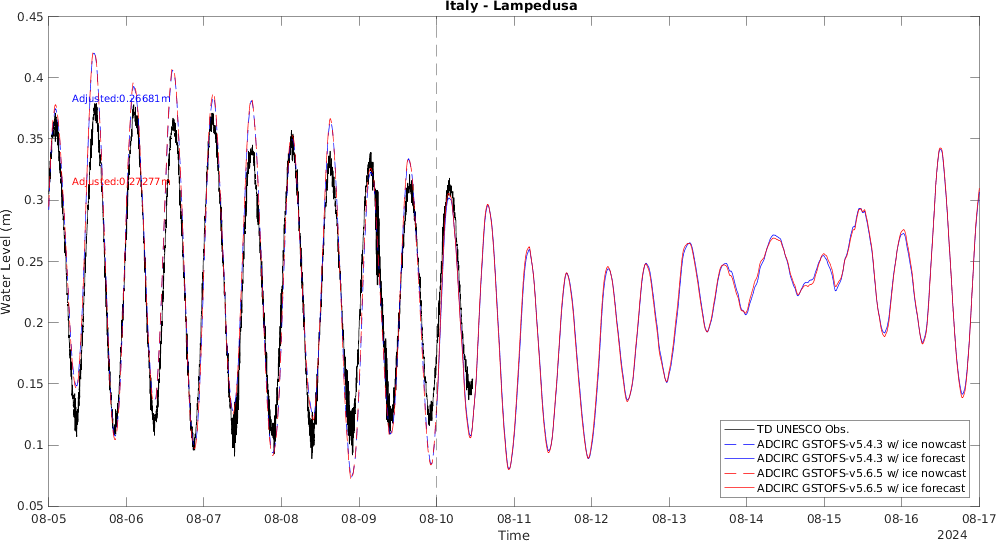 Italy - Lampedusa
0.45
0.4
Adjusted:0.26681m
0.35
Adjusted:0.27277m
0.3
0.25
Water Level (m)
0.2
0.15
0.1
0.05
TD UNESCO Obs.
ADCIRC GSTOFS-v5.4.3 w/ ice nowcast
ADCIRC GSTOFS-v5.4.3 w/ ice forecast
ADCIRC GSTOFS-v5.6.5 w/ ice nowcast
ADCIRC GSTOFS-v5.6.5 w/ ice forecast
08-05 08-06 08-07 08-08 08-09 08-10 08-11 08-12 08-13 08-14 08-15 08-16 08-17
Time
2024